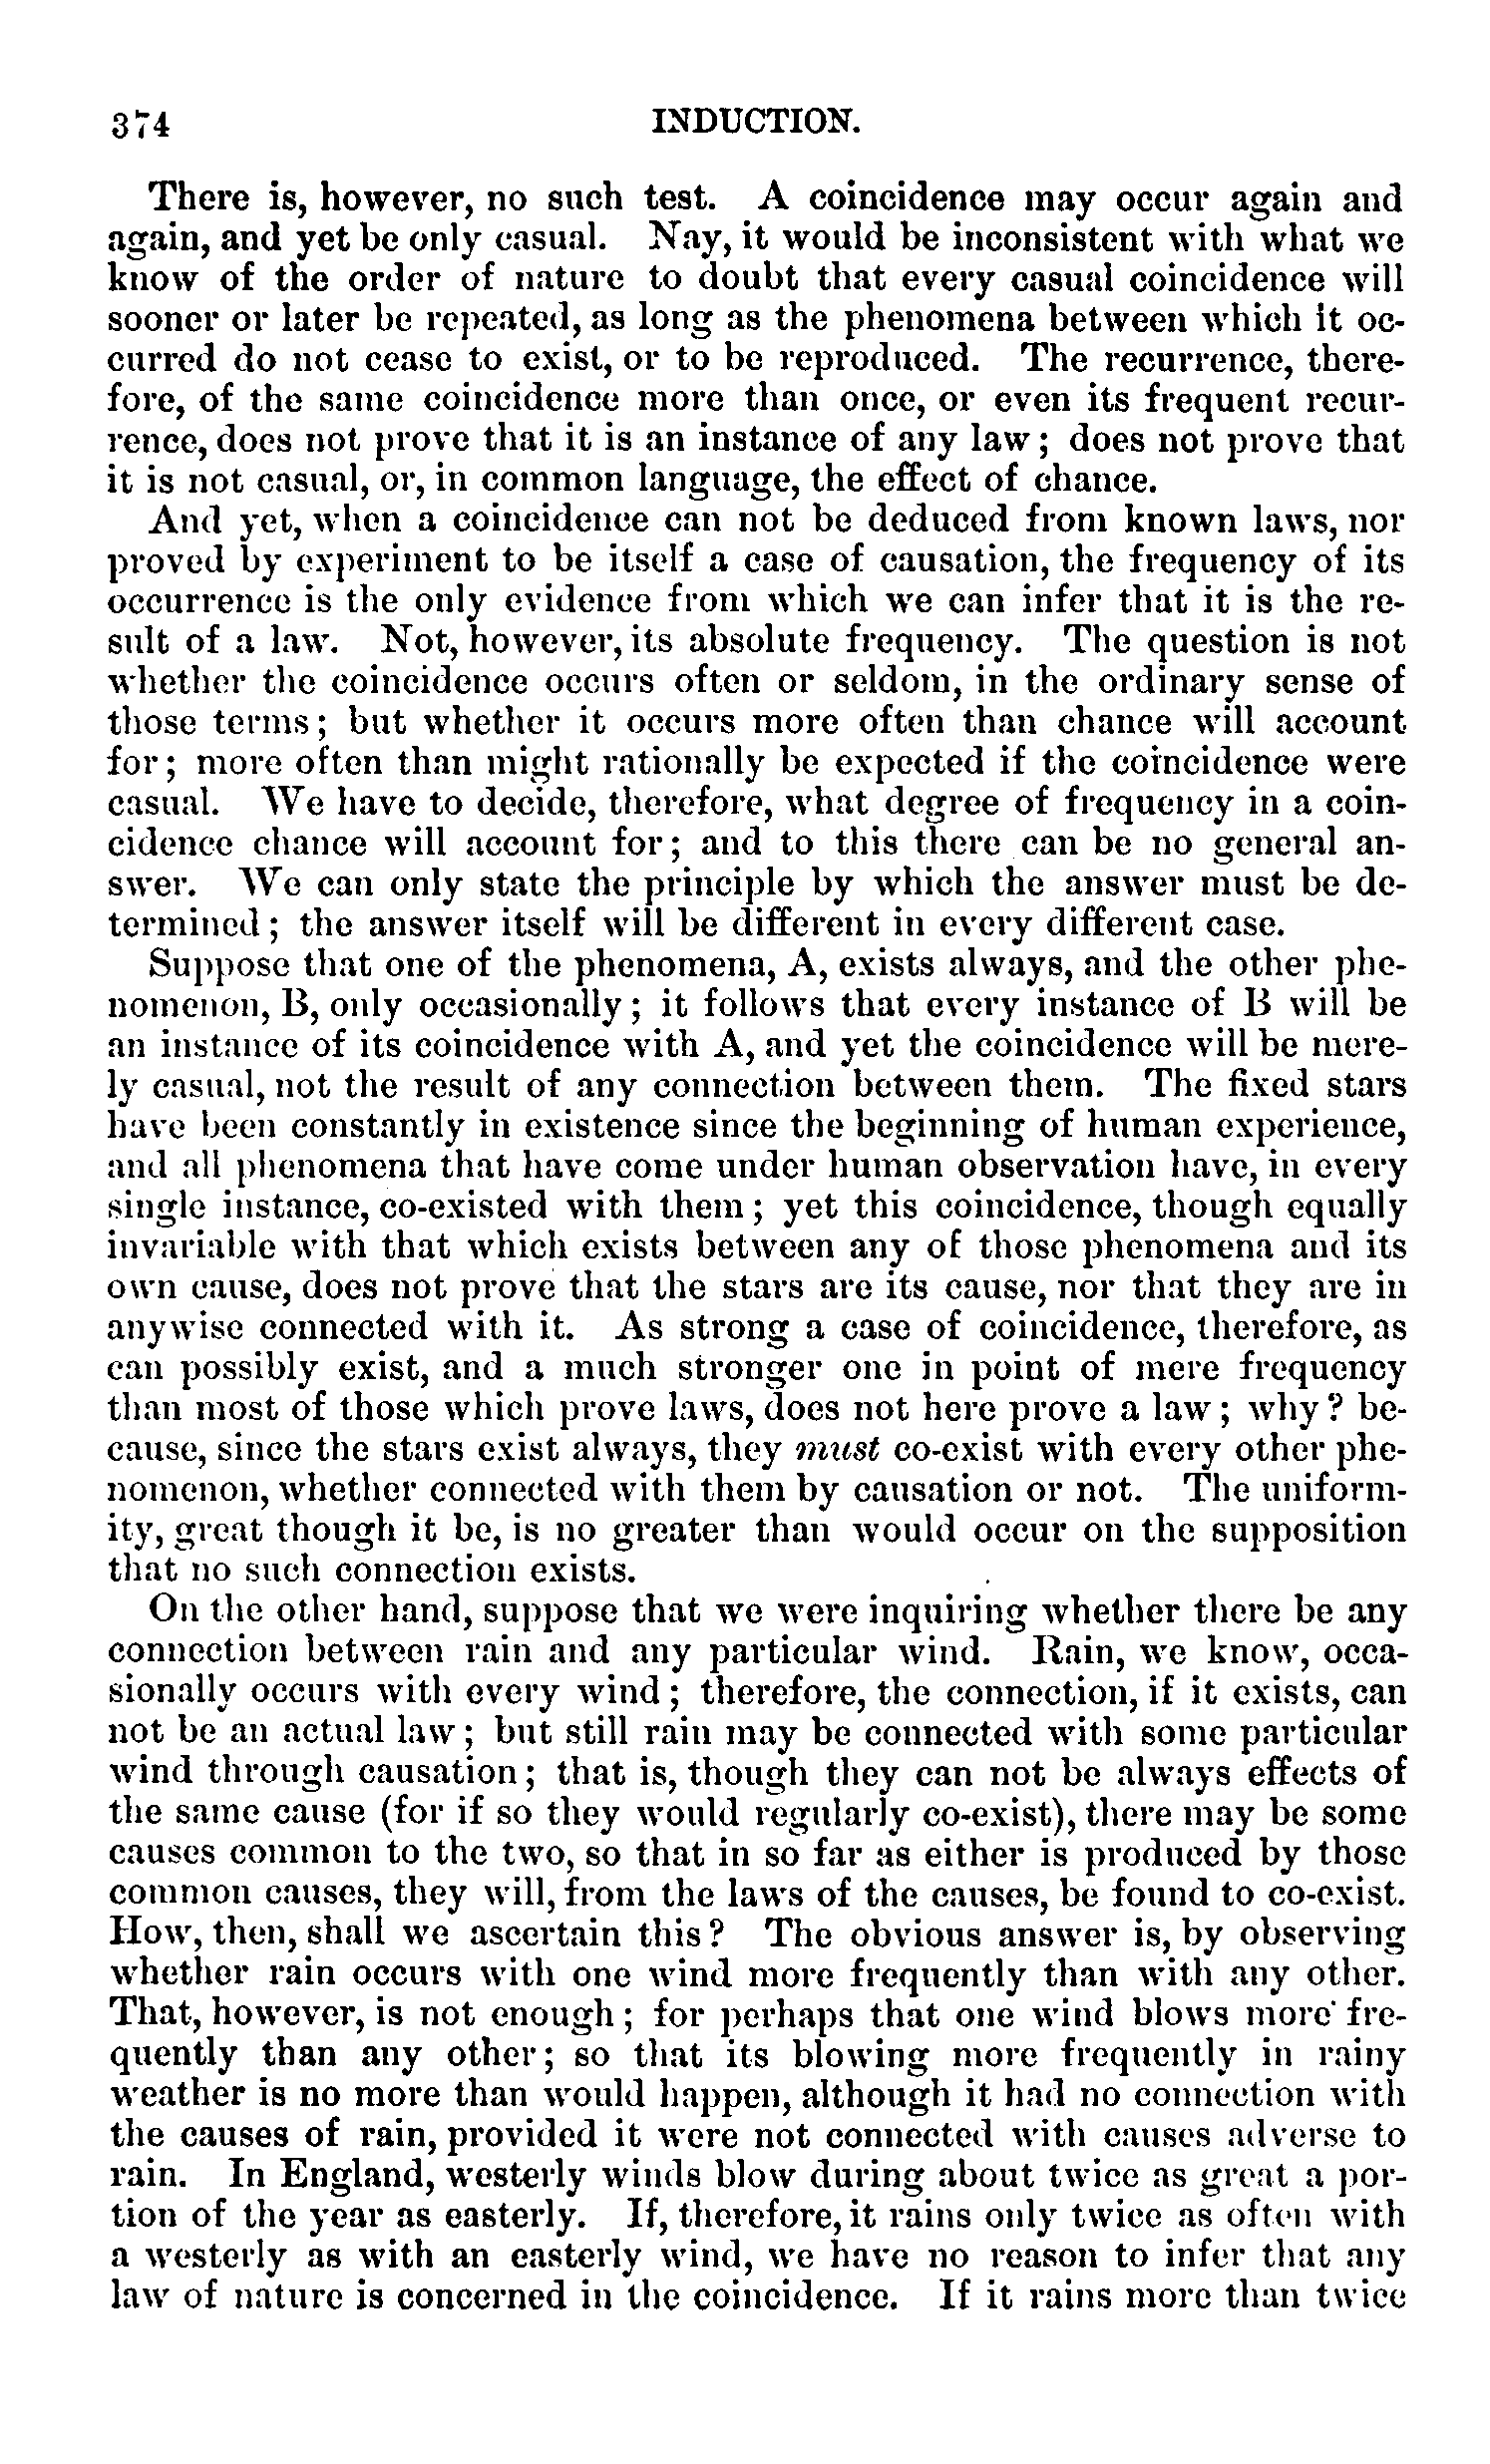 374 INDUCTION.
There is, however, no such test. A coincidence may occur again and
again, and yet be only casual. Nay, it would be inconsistent with what we
know of the order of nature to doubt that every casual coincidence will
sooner or later be repeated, as long as the phenomena between which it oc-
curred do not cease to exist, or to be reproduced. The recurrence, there-
fore, of the same coincidence more than once, or even its frequent recur-
rence, does not prove that it is an instance of any law; does not prove that
it is not casual, or, in common language, the effect of chance.
And yet, when a coincidence can not be deduced from known laws, nor
proved by experiment to be itself a case of causation, the frequency of its
occurrence is the only evidence from which we can infer that it is the re-
sult of a law. Not, however, its absolute frequency. The question is not
whether the coincidence occurs often or seldom, in the ordinary sense of
those terms; but whether it occurs more often than chance will account
for; more often than might rationally be expected if the coincidence were
casual. We have to decide, therefore, what degree of frequency in a coin-
cidence chance will account for; and to this there can be no general an-
swer. We can only state the principle by which the answer must be de-
termined; the answer itself will be different in every different case.
Suppose that one of the phenomena, A, exists always, and the other phe-
nomenon, B, only occasionally; it follows that every instance of B will be
an instance of its coincidence with A, and yet the coincidence will be mere-
ly casual, not the result of any connection between them. The fixed stars
have been constantly in existence since the beginning of human experience,
and all phenomena that have come under human observation have, in every
single instance, co-existed with them; yet this coincidence, though equally
invariable with that which exists between any of those phenomena and its
own cause, does not prove that the stars are its cause, nor that they are in
anywise connected with it. As strong a case of coincidence, therefore, as
can possibly exist, and a much stronger one in point of mere frequency
than most of those which prove laws, does not here prove a law; why? be-
cause, since the stars exist always, they must co-exist with every other phe-
nomenon, whether connected with them by causation or not. The uniform-
ity, great though it be, is no greater than would occur on the supposition
that no such connection exists.
On the other hand, suppose that we were inquiring whether there be any
connection between rain and any particular wind. Rain, we know, occa-
sionally occurs with every wind; therefore, the connection, if it exists, can
not be an actual law; but still rain may be connected with some particular
wind through causation; that is, though they can not be always effects of
the same cause (for if so they would regularly co-exist), there may be some
causes common to the two, so that in so far as either is produced by those
common causes, they will, from the laws of the causes, be found to co-exist.
How, then, shall we ascertain this? The obvious answer is, by observing
whether rain occurs with one wind more frequently than with any other.
That, however, is not enough; for perhaps that one wind blows more fre-
quently than any other; so that its blowing more frequently in rainy
weather is no more than would happen, although it had no connection with
the causes of rain, provided it were not connected with causes adverse to
rain. In England, westerly winds blow during about twice as great a por-
tion of the year as easterly. If, therefore, it rains only twice as often with
a westerly as with an easterly wind, we have no reason to infer that any
law of nature is concerned in the coincidence. If it rains more than twice